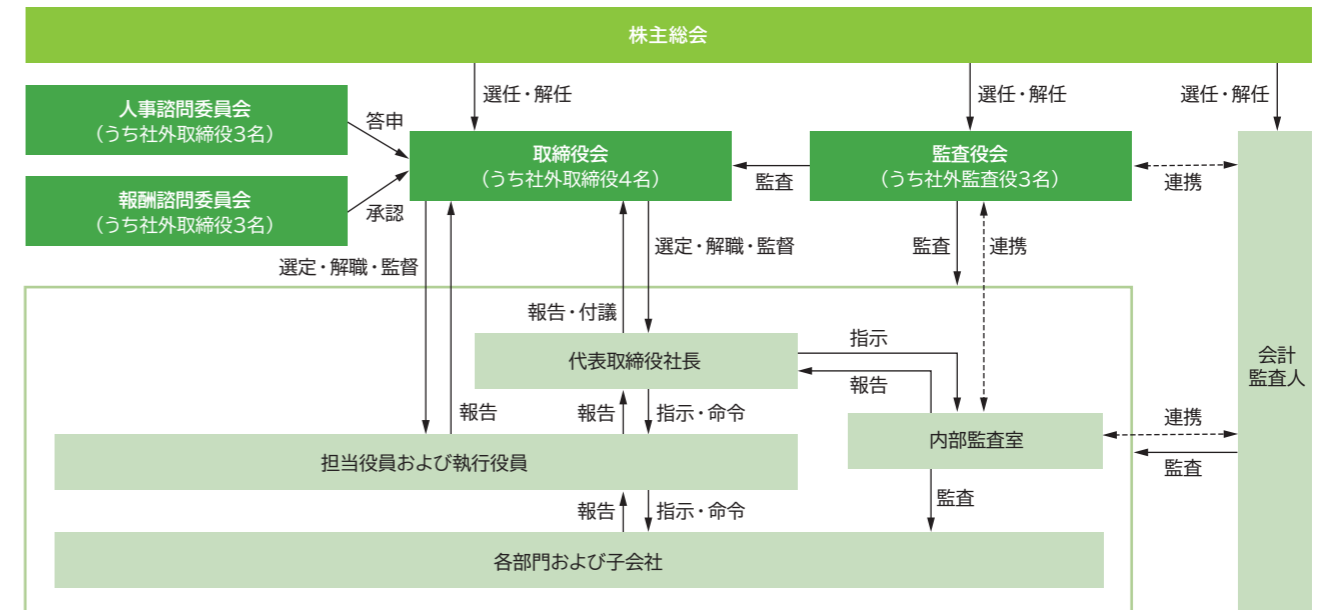 株主総会
選任・解任
選任・解任
選任・解任
人事諮問委員会
（うち社外取締役3名）
答申
報酬諮問委員会
（うち社外取締役3名）
承認
取締役会
（うち社外取締役4名）
監査
監査役会
（うち社外監査役3名）
連携
選定・解職・監督
選定・解職・監督
監査
連携
報告・付議
代表取締役社長
指示
報告
会計
監査人
報告
報告
指示・命令
内部監査室
連携
監査
担当役員および執行役員
報告
指示・命令
監査
各部門および子会社